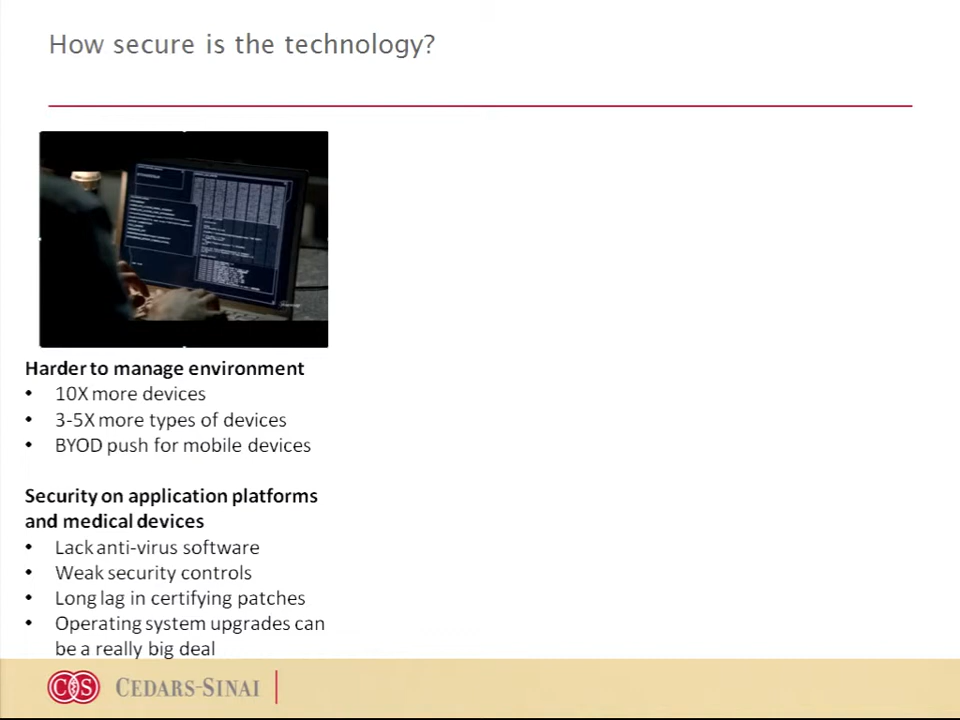 How secure is the technology?
Harder to manage environment
• 10X more devices
• 3-5X more types of devices
• BYOD push for mobile devices
Security on application platforms
and medical devices
• Lack anti-virus software
• Weak security controls
• Long lag in certifying patches
• Operating system upgrades can
be a really big deal
CS CEDARS-SINAI